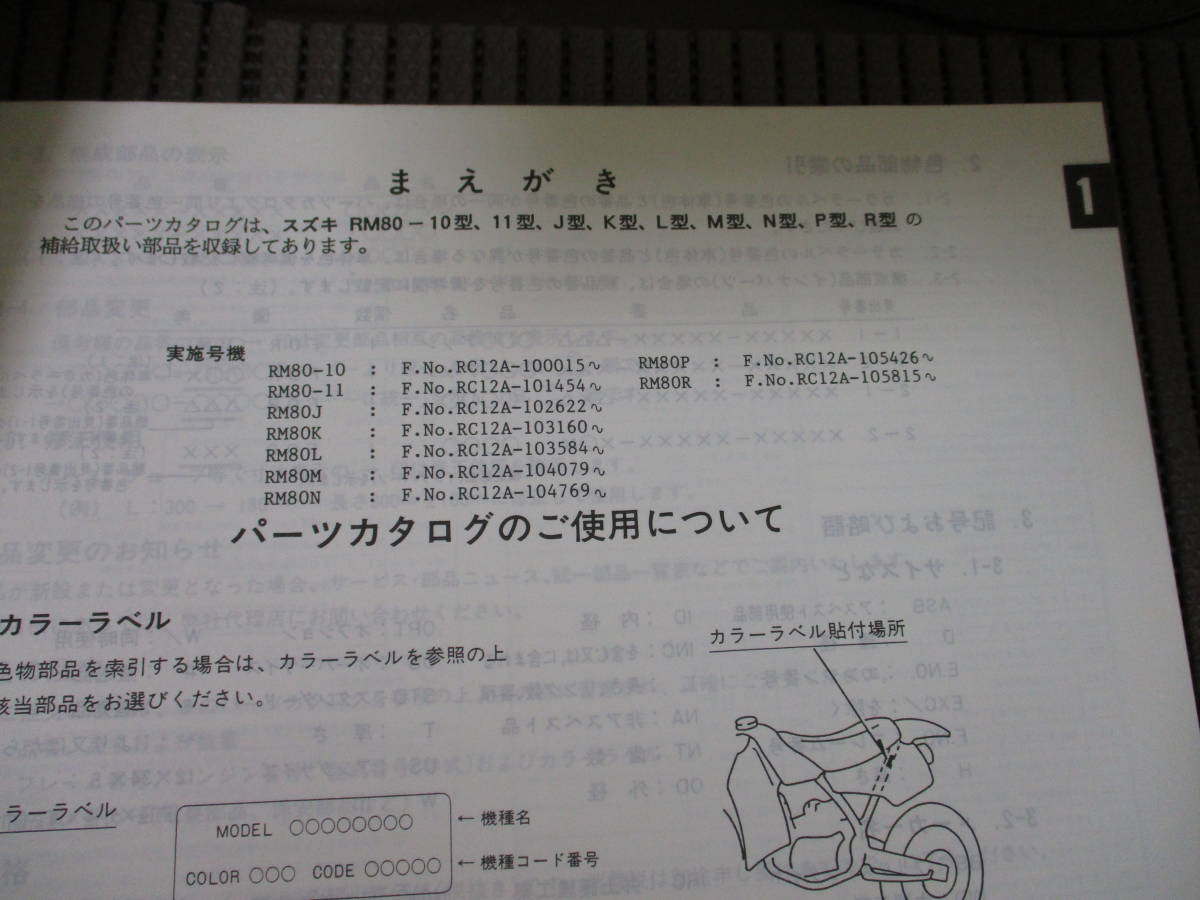 まえがき
1
このパーツカタログは、スズキ RM80－10型、11型、J型、K型、L型、M型、N型、P型、R型 の
補給取扱い部品を収録してあります。
実施号機
RM80-10 : F.No.RC12A-100015～
RM80-11 : F.No.RC12A-101454～
RM80J : F.No.RC12A-102622～
RM80K : F.No.RC12A-103160～
RM80L : F.No.RC12A-103584～
RM80M : F.No.RC12A-104079～
RM80N : F.No.RC12A-104769～
RM80P : F.No.RC12A-105426～
RM80R : F.No.RC12A-105815～
パーツカタログのご使用について
カラーラベル
色物部品を索引する場合は、カラーラベルを参照の上
該当部品をお選びください。
カラーラベル貼付場所
ラーラベル
MODEL ○○○○○○○○ ←機種名
COLOR ○○○ CODE ○○○○○ ←機種コード番号